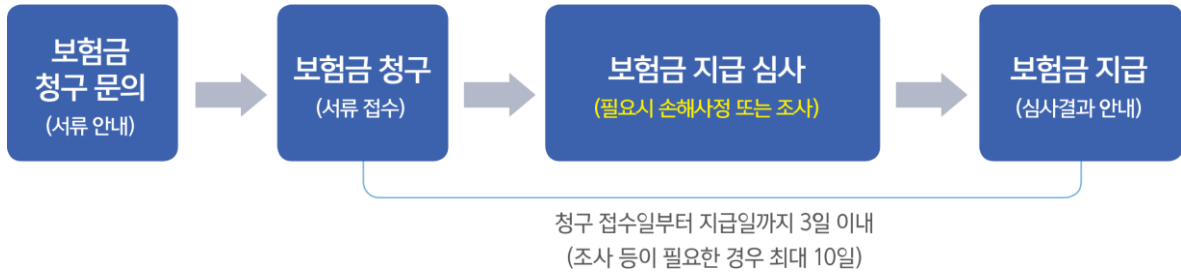 보험금
청구 문의
(서류 안내)
보험금 청구
(서류 접수)
보험금 지급 심사
(필요시 손해사정 또는 조사)
보험금 지급
(심사결과 안내)
청구 접수일부터 지급일까지 3일 이내
(조사 등이 필요한 경우 최대 10일)